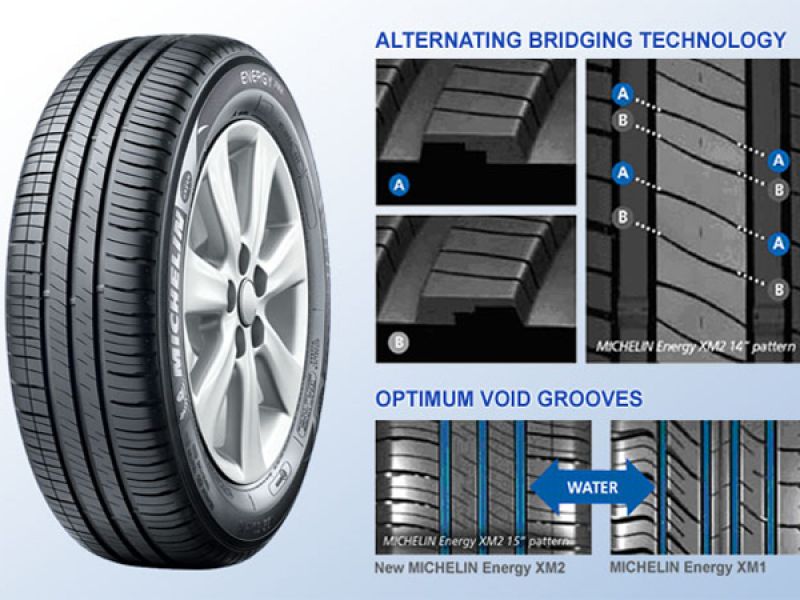 ENERGY XM2
MICHELIN
ALTERNATING BRIDGING TECHNOLOGY
A
B
A
B
A
B
A
B
A
B
MICHELIN Energy XM2 14" pattern
OPTIMUM VOID GROOVES
WATER
MICHELIN Energy XM2 15" pattern
New MICHELIN Energy XM2
MICHELIN Energy XM1